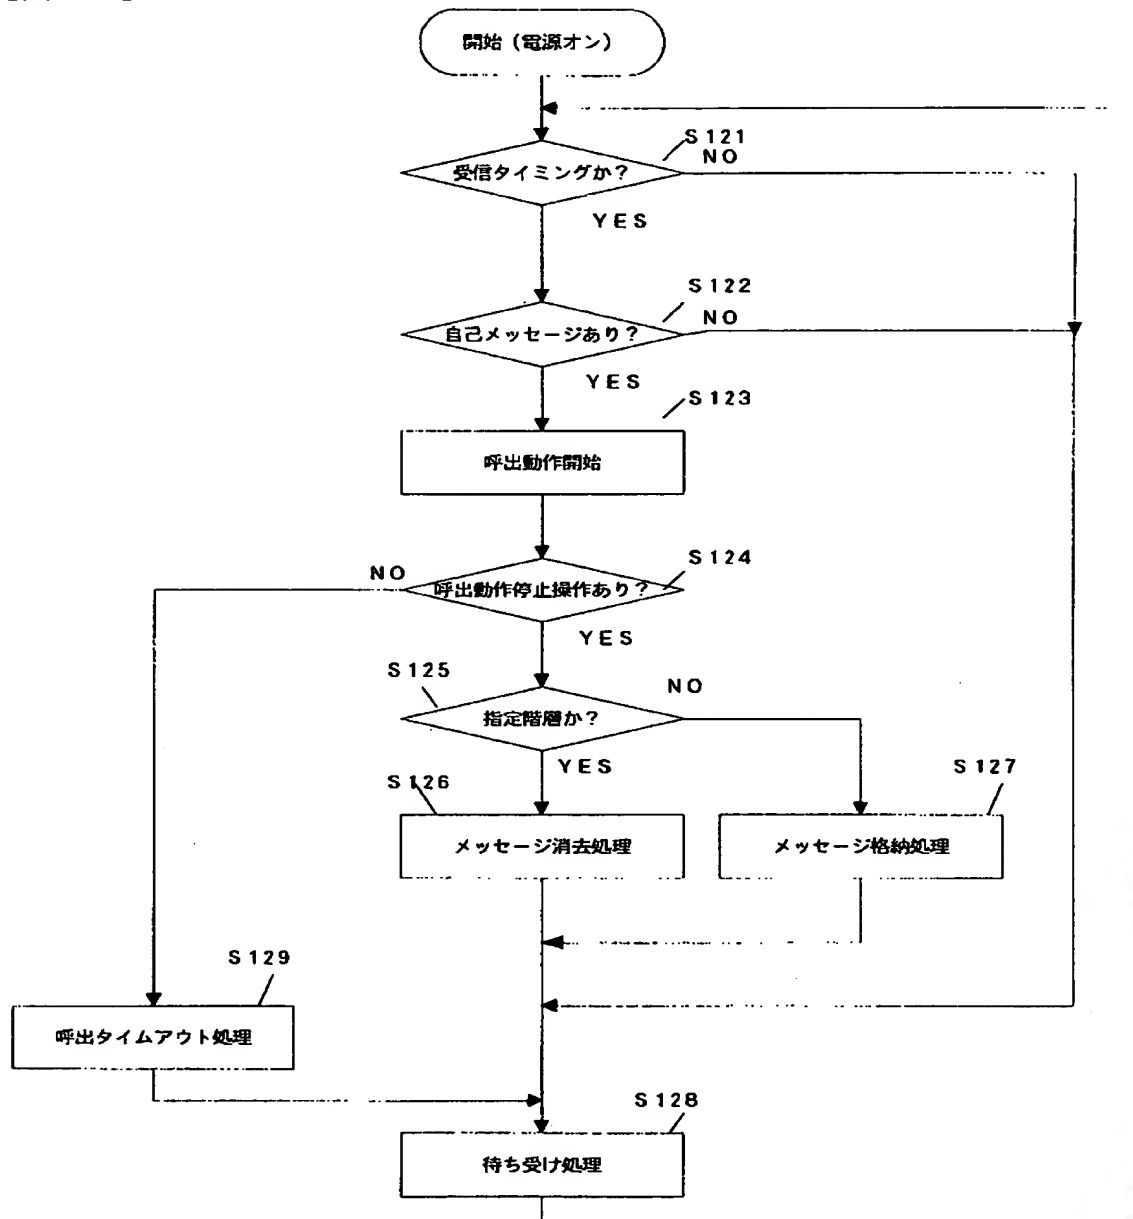 開始（電源オン）
S121
NO
受信タイミングか？
YES
S122
NO
自己メッセージあり？
YES
S123
呼出動作開始
S124
NO
呼出動作停止操作あり？
YES
S125
NO
指定階層か？
YES
S126
S127
メッセージ消去処理
メッセージ格納処理
S129
呼出タイムアウト処理
S128
待ち受け処理